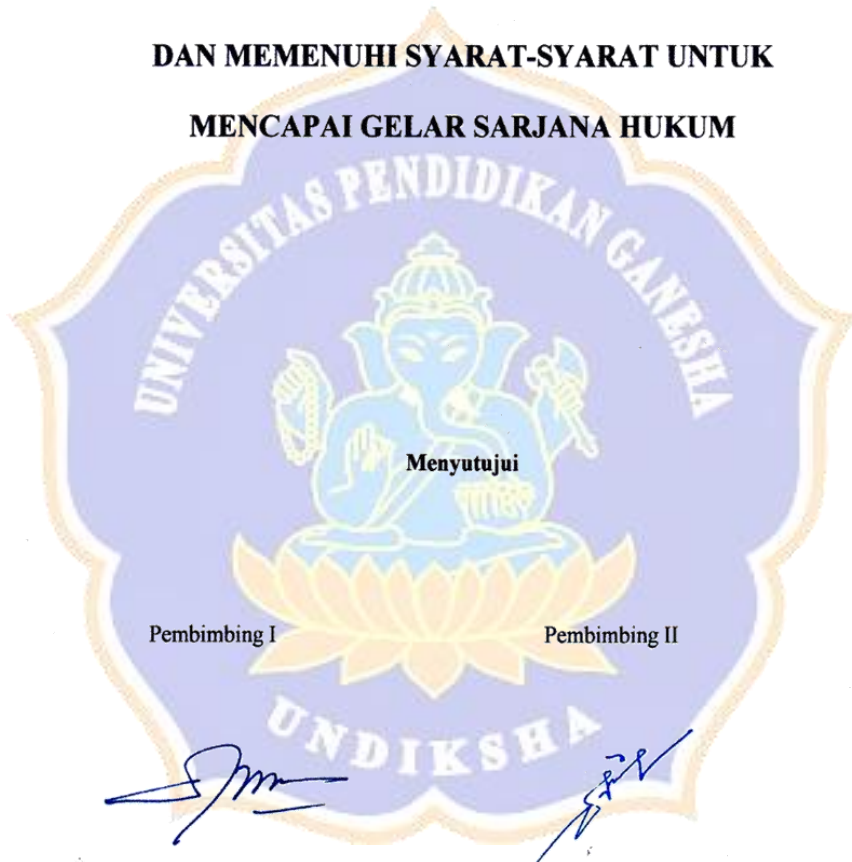 DAN MEMENUHI SYARAT-SYARAT UNTUK
MENCAPAI GELAR SARJANA HUKUM
UNIVERSITAS PENDIDIKAN GANESHA
Menyutujui
Pembimbing I Pembimbing II
UNDIKSHA